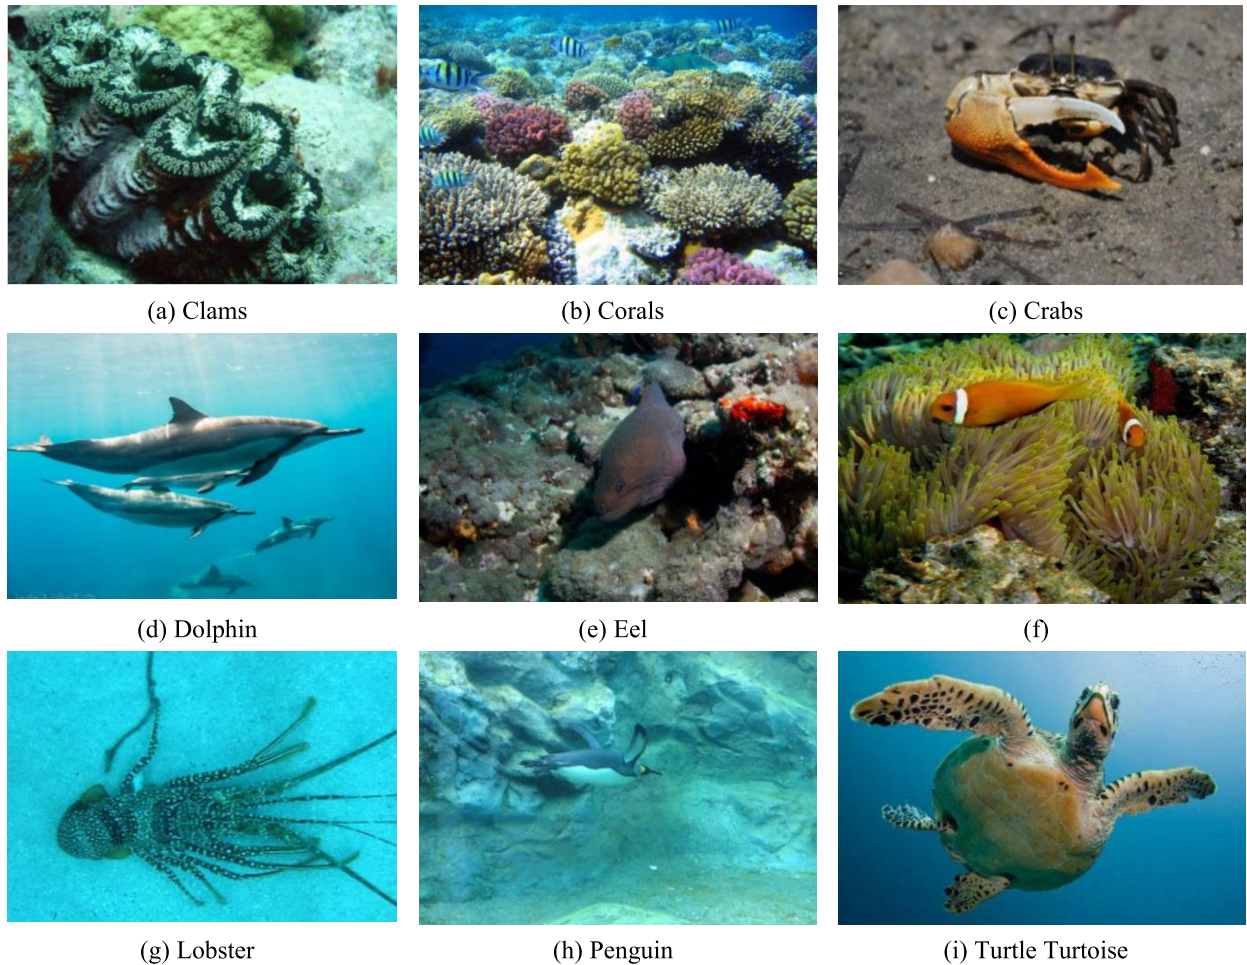 (a) Clams
(b) Corals
(c) Crabs
(d) Dolphin
(e) Eel
(f)
(g) Lobster
(h) Penguin
(i) Turtle Turtoise